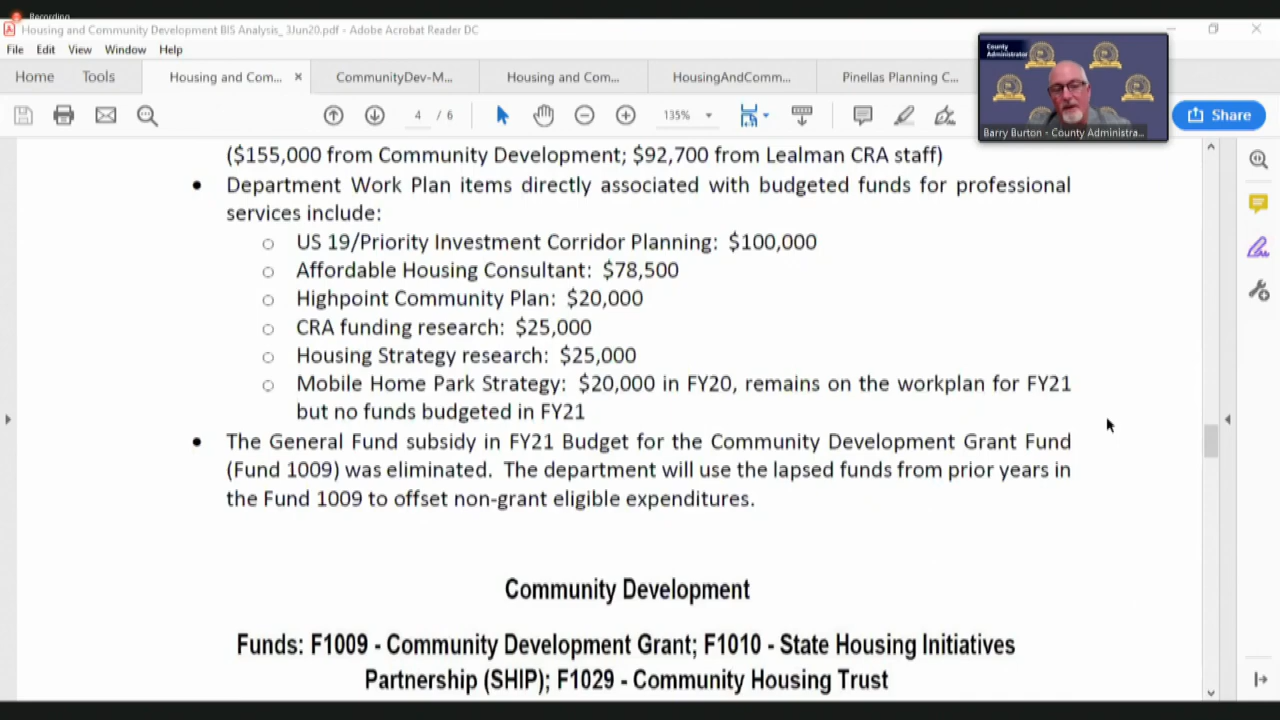 Recording
Housing and Community Development BIS Analysis_ 3Jun20.pdf - Adobe Acrobat Reader DC
File Edit View Window Help
Home Tools Housing and Com... × CommunityDev-M... Housing and Com... HousingAndComm... Pinellas Planning C...
County
Administrator
Barry Burton - County Administra...
4 / 6
135%
Share
($155,000 from Community Development; $92,700 from Lealman CRA staff)
• Department Work Plan items directly associated with budgeted funds for professional
services include:
○ US 19/Priority Investment Corridor Planning: $100,000
○ Affordable Housing Consultant: $78,500
○ Highpoint Community Plan: $20,000
○ CRA funding research: $25,000
○ Housing Strategy research: $25,000
○ Mobile Home Park Strategy: $20,000 in FY20, remains on the workplan for FY21
but no funds budgeted in FY21
• The General Fund subsidy in FY21 Budget for the Community Development Grant Fund
(Fund 1009) was eliminated. The department will use the lapsed funds from prior years in
the Fund 1009 to offset non-grant eligible expenditures.
Community Development
Funds: F1009 - Community Development Grant; F1010 - State Housing Initiatives
Partnership (SHIP); F1029 - Community Housing Trust